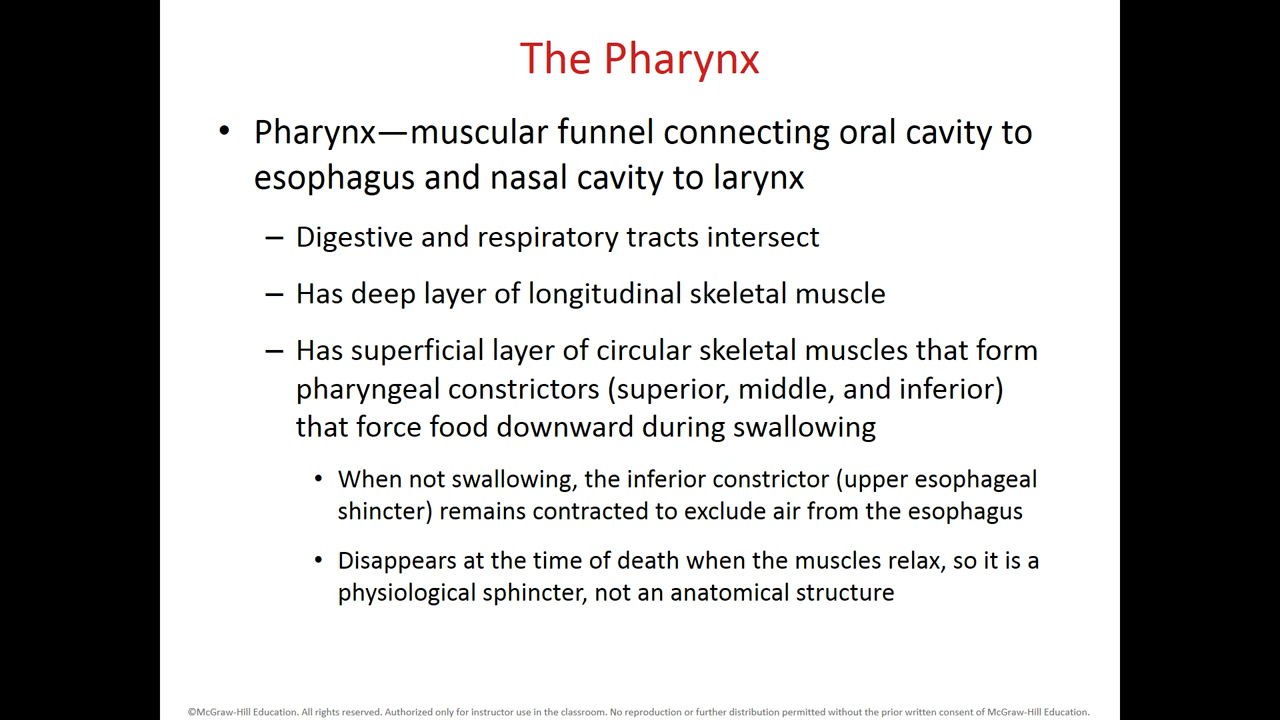 The Pharynx
• Pharynx—muscular funnel connecting oral cavity to
esophagus and nasal cavity to larynx
– Digestive and respiratory tracts intersect
– Has deep layer of longitudinal skeletal muscle
– Has superficial layer of circular skeletal muscles that form
pharyngeal constrictors (superior, middle, and inferior)
that force food downward during swallowing
• When not swallowing, the inferior constrictor (upper esophageal
shincter) remains contracted to exclude air from the esophagus
• Disappears at the time of death when the muscles relax, so it is a
physiological sphincter, not an anatomical structure
©McGraw-Hill Education. All rights reserved. Authorized only for instructor use in the classroom. No reproduction or further distribution permitted without the prior written consent of McGraw-Hill Education.